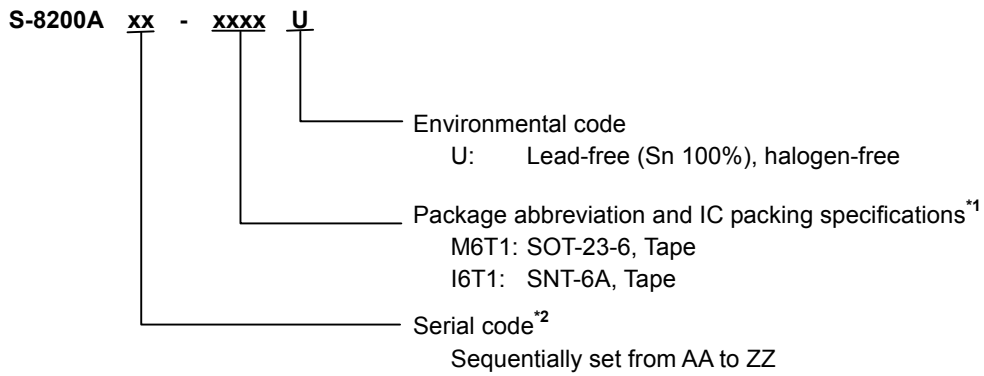 S-8200A xx - xxxx U
Environmental code
U: Lead-free (Sn 100%), halogen-free
Package abbreviation and IC packing specifications*1
M6T1: SOT-23-6, Tape
I6T1: SNT-6A, Tape
Serial code*2
Sequentially set from AA to ZZ